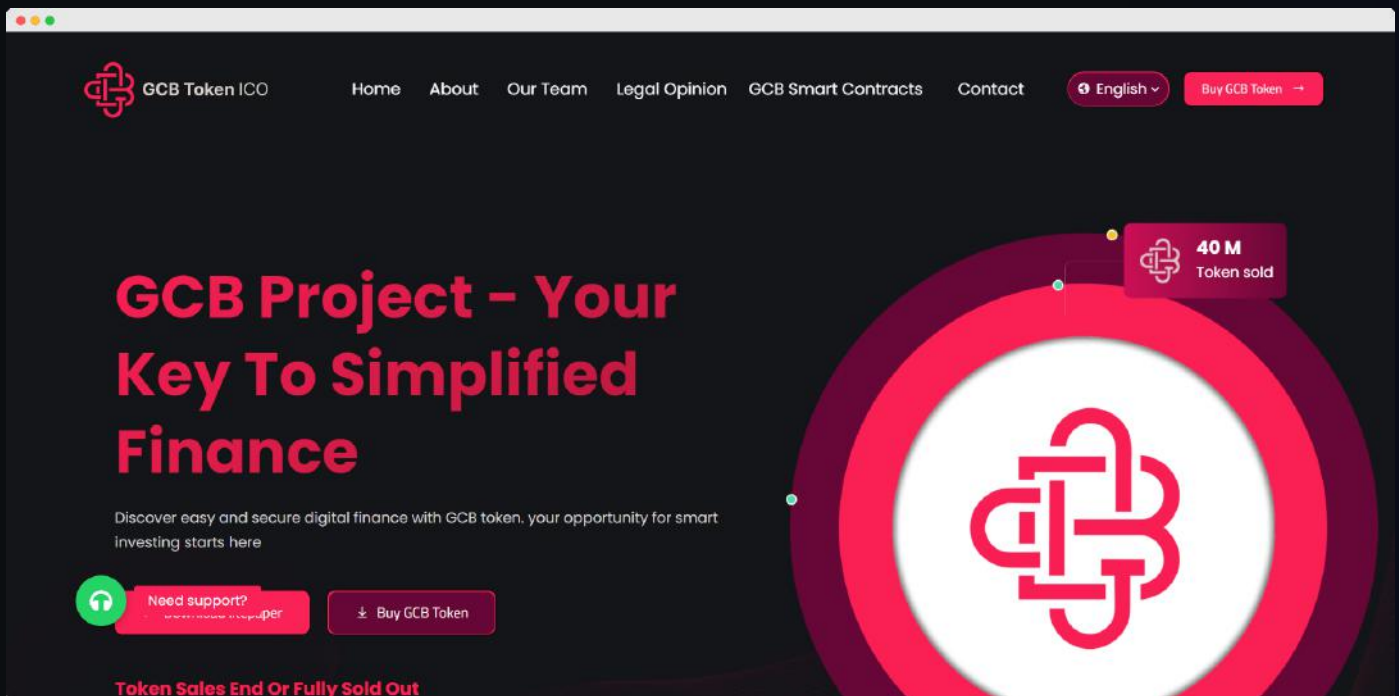 GCB Token ICO
Home About Our Team Legal Opinion GCB Smart Contracts Contact
English
Buy GCB Token →
40 M
Token sold
GCB Project - Your
Key To Simplified
Finance
Discover easy and secure digital finance with GCB token. your opportunity for smart
investing starts here
Need support?
Buy GCB Token
Token Sales End Or Fully Sold Out